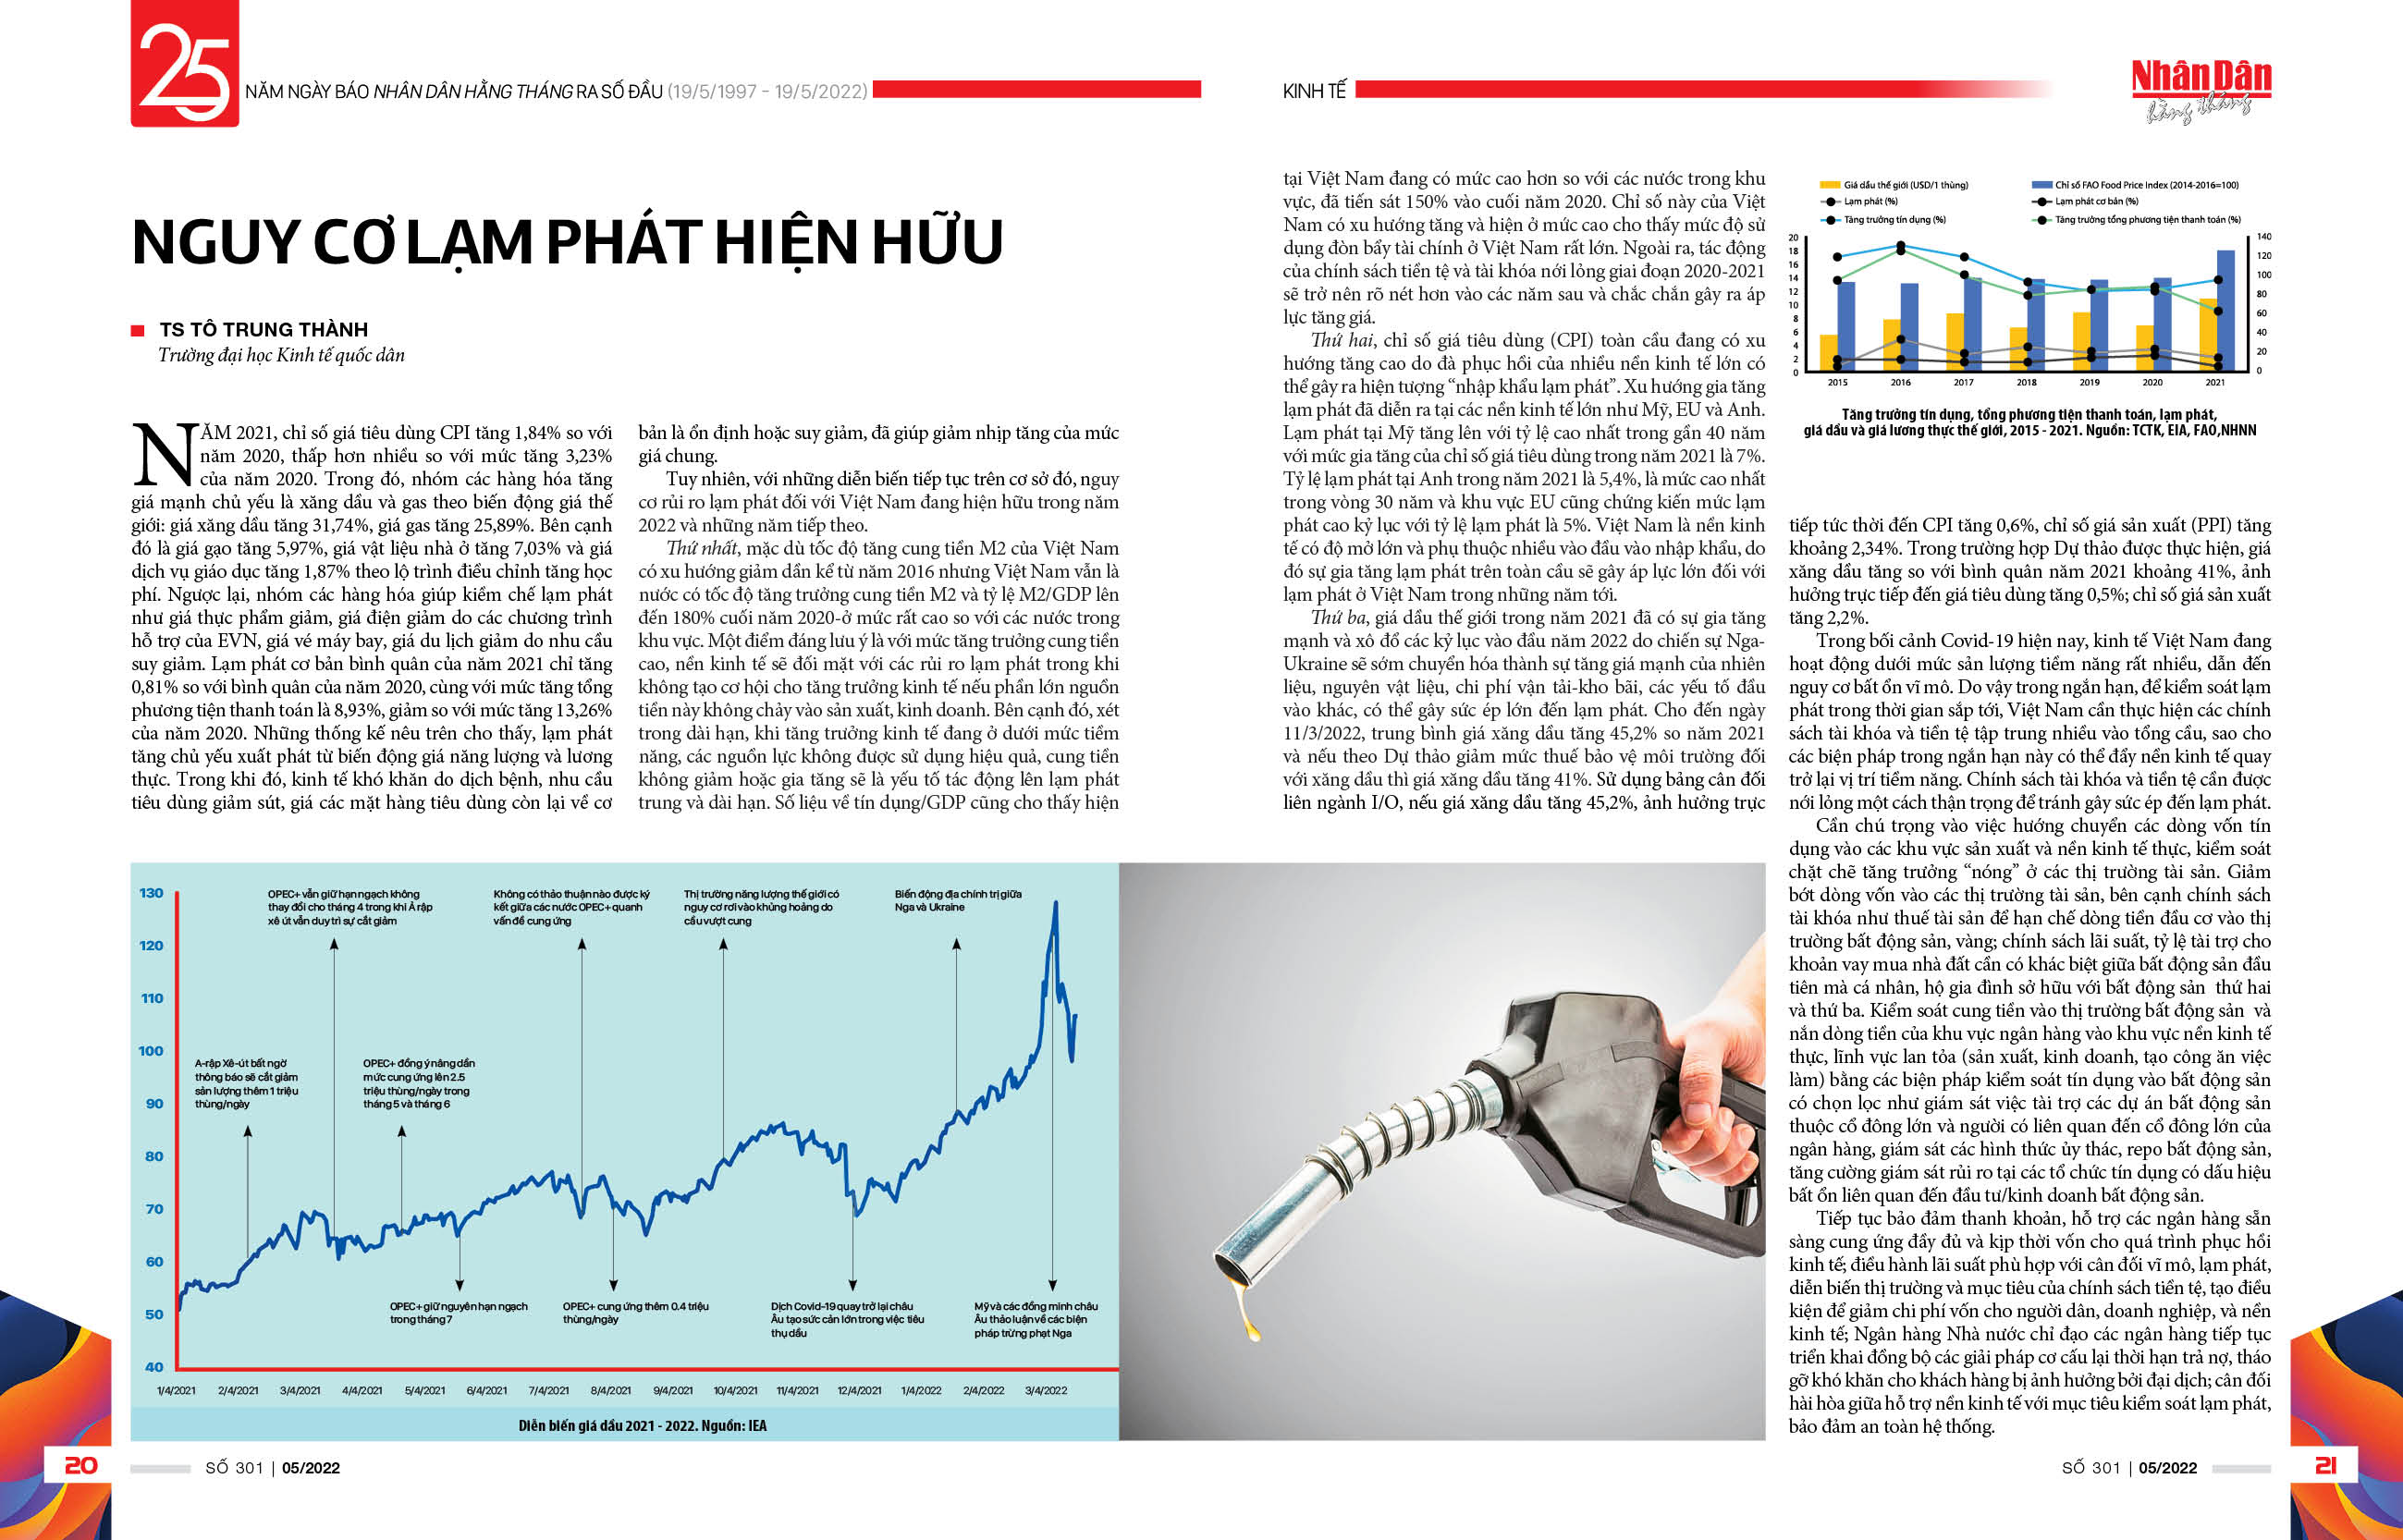 25
NĂM NGÀY BÁO NHÂN DÂN HẰNG THÁNG RA SỐ ĐẦU (19/5/1997 - 19/5/2022)
NGUY CƠ LẠM PHÁT HIỆN HỮU
TS TÔ TRUNG THÀNH
Trường đại học Kinh tế quốc dân
NĂM 2021, chỉ số giá tiêu dùng CPI tăng 1,84% so với
năm 2020, thấp hơn nhiều so với mức tăng 3,23%
của năm 2020. Trong đó, nhóm các hàng hóa tăng
giá mạnh chủ yếu là xăng dầu và gas theo biến động giá thế
giới: giá xăng dầu tăng 31,74%, giá gas tăng 25,89%. Bên cạnh
đó là giá gạo tăng 5,97%, giá vật liệu nhà ở tăng 7,03% và giá
dịch vụ giáo dục tăng 1,87% theo lộ trình điều chỉnh tăng học
phí. Ngược lại, nhóm các hàng hóa giúp kiềm chế lạm phát
như giá thực phẩm giảm, giá điện giảm do các chương trình
hỗ trợ của EVN, giá vé máy bay, giá du lịch giảm do nhu cầu
suy giảm. Lạm phát cơ bản bình quân của năm 2021 chỉ tăng
0,81% so với bình quân của năm 2020, cùng với mức tăng tổng
phương tiện thanh toán là 8,93%, giảm so với mức tăng 13,26%
của năm 2020. Những thống kế nêu trên cho thấy, lạm phát
tăng chủ yếu xuất phát từ biến động giá năng lượng và lương
thực. Trong khi đó, kinh tế khó khăn do dịch bệnh, nhu cầu
tiêu dùng giảm sút, giá các mặt hàng tiêu dùng còn lại về cơ
bản là ổn định hoặc suy giảm, đã giúp giảm nhịp tăng của mức
giá chung.
Tuy nhiên, với những diễn biến tiếp tục trên cơ sở đó, nguy
cơ rủi ro lạm phát đối với Việt Nam đang hiện hữu trong năm
2022 và những năm tiếp theo.
Thứ nhất, mặc dù tốc độ tăng cung tiền M2 của Việt Nam
có xu hướng giảm dần kể từ năm 2016 nhưng Việt Nam vẫn là
nước có tốc độ tăng trưởng cung tiền M2 và tỷ lệ M2/GDP lên
đến 180% cuối năm 2020-ở mức rất cao so với các nước trong
khu vực. Một điểm đáng lưu ý là với mức tăng trưởng cung tiền
cao, nền kinh tế sẽ đối mặt với các rủi ro lạm phát trong khi
không tạo cơ hội cho tăng trưởng kinh tế nếu phần lớn nguồn
tiền này không chảy vào sản xuất, kinh doanh. Bên cạnh đó, xét
trong dài hạn, khi tăng trưởng kinh tế đang ở dưới mức tiềm
năng, các nguồn lực không được sử dụng hiệu quả, cung tiền
không giảm hoặc gia tăng sẽ là yếu tố tác động lên lạm phát
trung và dài hạn. Số liệu về tín dụng/GDP cũng cho thấy hiện
130
120
110
100
90
80
70
60
50
40
OPEC+ vẫn giữ hạn ngạch không
thay đổi cho tháng 4 trong khi Ả rập
xê út vẫn duy trì sự cắt giảm
Không có thỏa thuận nào được ký
kết giữa các nước OPEC+ quanh
vấn đề cung ứng
Thị trường năng lượng thế giới có
nguy cơ rơi vào khủng hoảng do
cầu vượt cung
Biến động địa chính trị giữa
Nga và Ukraine
A-rập Xê-út bất ngờ
thông báo sẽ cắt giảm
sản lượng thêm 1 triệu
thùng/ngày
OPEC+ đồng ý nâng dần
mức cung ứng lên 2.5
triệu thùng/ngày trong
tháng 5 và tháng 6
OPEC+ giữ nguyên hạn ngạch
trong tháng 7
OPEC+ cung ứng thêm 0.4 triệu
thùng/ngày
Dịch Covid-19 quay trở lại châu
Âu tạo sức cản lớn trong việc tiêu
thụ dầu
Mỹ và các đồng minh châu
Âu thảo luận về các biện
pháp trừng phạt Nga
1/4/2021 2/4/2021 3/4/2021 4/4/2021 5/4/2021 6/4/2021 7/4/2021 8/4/2021 9/4/2021 10/4/2021 11/4/2021 12/4/2021 1/4/2022 2/4/2022 3/4/2022
Diễn biến giá dầu 2021 - 2022. Nguồn: IEA
20
SỐ 301 | 05/2022
KINH TẾ
Nhân Dân
hằng tháng
tại Việt Nam đang có mức cao hơn so với các nước trong khu
vực, đã tiến sát 150% vào cuối năm 2020. Chỉ số này của Việt
Nam có xu hướng tăng và hiện ở mức cao cho thấy mức độ sử
dụng đòn bẩy tài chính ở Việt Nam rất lớn. Ngoài ra, tác động
của chính sách tiền tệ và tài khóa nới lỏng giai đoạn 2020-2021
sẽ trở nên rõ nét hơn vào các năm sau và chắc chắn gây ra áp
lực tăng giá.
Thứ hai, chỉ số giá tiêu dùng (CPI) toàn cầu đang có xu
hướng tăng cao do đà phục hồi của nhiều nền kinh tế lớn có
thể gây ra hiện tượng “nhập khẩu lạm phát”. Xu hướng gia tăng
lạm phát đã diễn ra tại các nền kinh tế lớn như Mỹ, EU và Anh.
Lạm phát tại Mỹ tăng lên với tỷ lệ cao nhất trong gần 40 năm
với mức gia tăng của chỉ số giá tiêu dùng trong năm 2021 là 7%.
Tỷ lệ lạm phát tại Anh trong năm 2021 là 5,4%, là mức cao nhất
trong vòng 30 năm và khu vực EU cũng chứng kiến mức lạm
phát cao kỷ lục với tỷ lệ lạm phát là 5%. Việt Nam là nền kinh
tế có độ mở lớn và phụ thuộc nhiều vào đầu vào nhập khẩu, do
đó sự gia tăng lạm phát trên toàn cầu sẽ gây áp lực lớn đối với
lạm phát ở Việt Nam trong những năm tới.
Thứ ba, giá dầu thế giới trong năm 2021 đã có sự gia tăng
mạnh và xô đổ các kỷ lục vào đầu năm 2022 do chiến sự Nga-
Ukraine sẽ sớm chuyển hóa thành sự tăng giá mạnh của nhiên
liệu, nguyên vật liệu, chi phí vận tải-kho bãi, các yếu tố đầu
vào khác, có thể gây sức ép lớn đến lạm phát. Cho đến ngày
11/3/2022, trung bình giá xăng dầu tăng 45,2% so năm 2021
và nếu theo Dự thảo giảm mức thuế bảo vệ môi trường đối
với xăng dầu thì giá xăng dầu tăng 41%. Sử dụng bảng cân đối
liên ngành I/O, nếu giá xăng dầu tăng 45,2%, ảnh hưởng trực
Giá dầu thế giới (USD/1 thùng)
Chỉ số FAO Food Price Index (2014-2016=100)
Lạm phát (%)
Lạm phát cơ bản (%)
Tăng trưởng tín dụng (%)
Tăng trưởng tổng phương tiện thanh toán (%)
20 18 16 14 12 10 8 6 4 2 0
140 120 100 80 60 40 20 0
2015 2016 2017 2018 2019 2020 2021
Tăng trưởng tín dụng, tổng phương tiện thanh toán, lạm phát,
giá dầu và giá lương thực thế giới, 2015 - 2021. Nguồn: TCTK, EIA, FAO,NHNN
tiếp tức thời đến CPI tăng 0,6%, chỉ số giá sản xuất (PPI) tăng
khoảng 2,34%. Trong trường hợp Dự thảo được thực hiện, giá
xăng dầu tăng so với bình quân năm 2021 khoảng 41%, ảnh
hưởng trực tiếp đến giá tiêu dùng tăng 0,5%; chỉ số giá sản xuất
tăng 2,2%.
Trong bối cảnh Covid-19 hiện nay, kinh tế Việt Nam đang
hoạt động dưới mức sản lượng tiềm năng rất nhiều, dẫn đến
nguy cơ bất ổn vĩ mô. Do vậy trong ngắn hạn, để kiểm soát lạm
phát trong thời gian sắp tới, Việt Nam cần thực hiện các chính
sách tài khóa và tiền tệ tập trung nhiều vào tổng cầu, sao cho
các biện pháp trong ngắn hạn này có thể đẩy nền kinh tế quay
trở lại vị trí tiềm năng. Chính sách tài khóa và tiền tệ cần được
nới lỏng một cách thận trọng để tránh gây sức ép đến lạm phát.
Cần chú trọng vào việc hướng chuyển các dòng vốn tín
dụng vào các khu vực sản xuất và nền kinh tế thực, kiểm soát
chặt chẽ tăng trưởng “nóng” ở các thị trường tài sản. Giảm
bớt dòng vốn vào các thị trường tài sản, bên cạnh chính sách
tài khóa như thuế tài sản để hạn chế dòng tiền đầu cơ vào thị
trường bất động sản, vàng; chính sách lãi suất, tỷ lệ tài trợ cho
khoản vay mua nhà đất cần có khác biệt giữa bất động sản đầu
tiên mà cá nhân, hộ gia đình sở hữu với bất động sản thứ hai
và thứ ba. Kiểm soát cung tiền vào thị trường bất động sản và
nắn dòng tiền của khu vực ngân hàng vào khu vực nền kinh tế
thực, lĩnh vực lan tỏa (sản xuất, kinh doanh, tạo công ăn việc
làm) bằng các biện pháp kiểm soát tín dụng vào bất động sản
có chọn lọc như giám sát việc tài trợ các dự án bất động sản
thuộc cổ đông lớn và người có liên quan đến cổ đông lớn của
ngân hàng, giám sát các hình thức ủy thác, repo bất động sản,
tăng cường giám sát rủi ro tại các tổ chức tín dụng có dấu hiệu
bất ổn liên quan đến đầu tư/kinh doanh bất động sản.
Tiếp tục bảo đảm thanh khoản, hỗ trợ các ngân hàng sẵn
sàng cung ứng đầy đủ và kịp thời vốn cho quá trình phục hồi
kinh tế; điều hành lãi suất phù hợp với cân đối vĩ mô, lạm phát,
diễn biến thị trường và mục tiêu của chính sách tiền tệ, tạo điều
kiện để giảm chi phí vốn cho người dân, doanh nghiệp, và nền
kinh tế; Ngân hàng Nhà nước chỉ đạo các ngân hàng tiếp tục
triển khai đồng bộ các giải pháp cơ cấu lại thời hạn trả nợ, tháo
gỡ khó khăn cho khách hàng bị ảnh hưởng bởi đại dịch; cân đối
hài hòa giữa hỗ trợ nền kinh tế với mục tiêu kiểm soát lạm phát,
bảo đảm an toàn hệ thống.
SỐ 301 | 05/2022
21